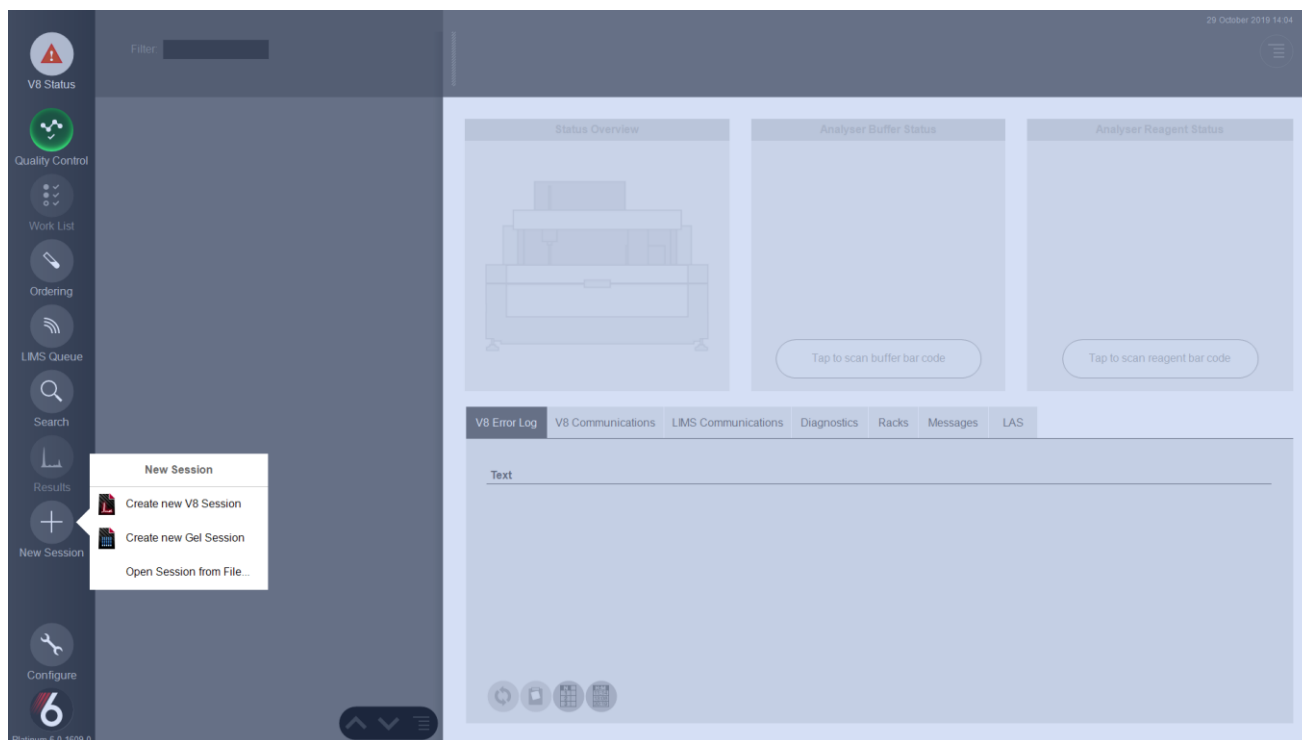 29 October 2019 14:04
Filter
V8 Status
Quality Control
Work List
Ordering
LIMS Queue
Search
Results
New Session
Configure
6
New Session
Create new V8 Session
Create new Gel Session
Open Session from File...
Status Overview
Analyser Buffer Status
Tap to scan buffer bar code
Analyser Reagent Status
Tap to scan reagent bar code
V8 Error Log V8 Communications LIMS Communications Diagnostics Racks Messages LAS
Text